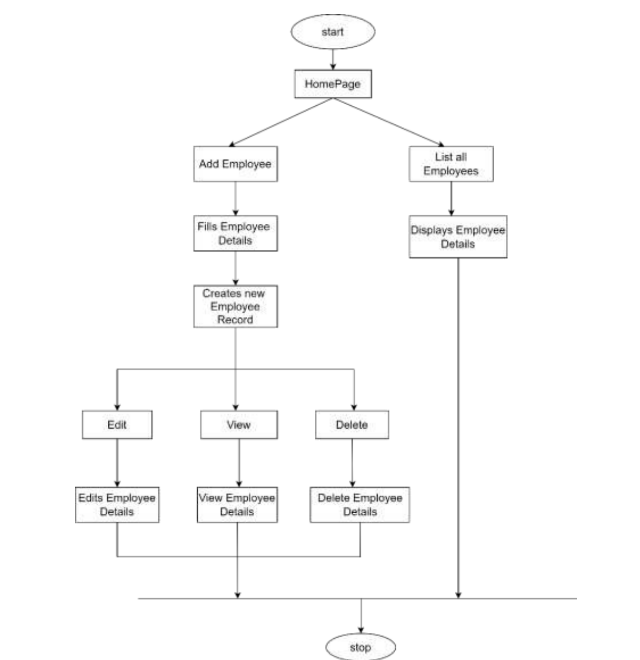 start
HomePage
Add Employee
List all
Employees
Fills Employee
Details
Displays Employee
Details
Creates new
Employee
Record
Edit
View
Delete
Edits Employee
Details
View Employee
Details
Delete Employee
Details
stop